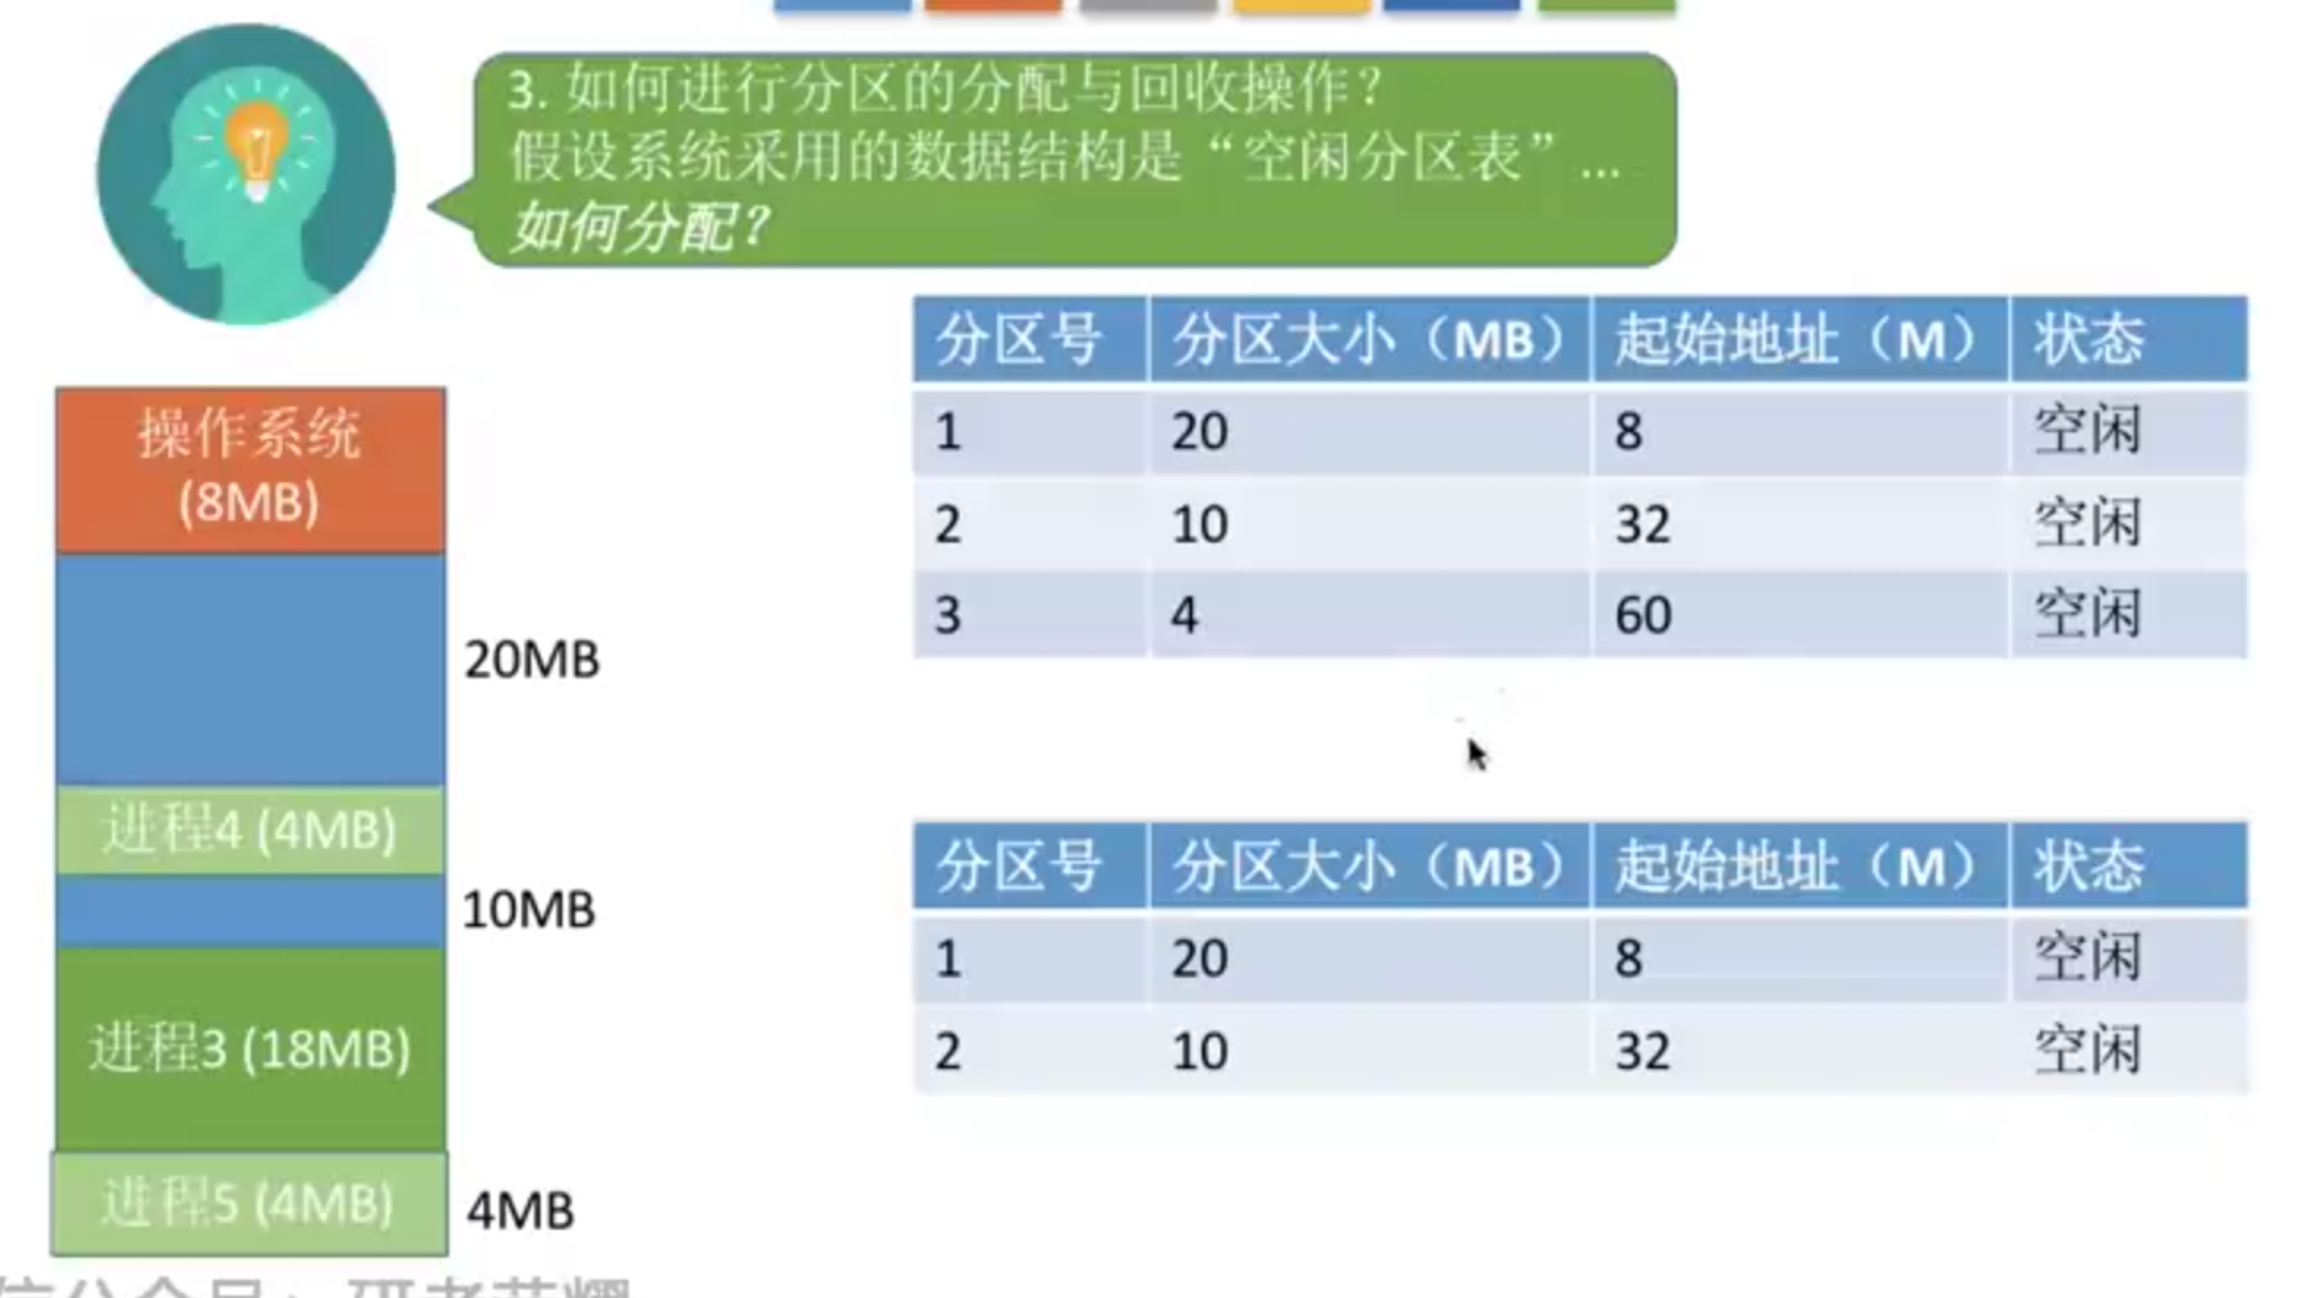 3. 如何进行分区的分配与回收操作？
假设系统采用的数据结构是“空闲分区表”...
如何分配？
操作系统
(8MB)
20MB
进程4 (4MB)
10MB
进程3 (18MB)
进程5 (4MB)
4MB
分区号 分区大小（MB） 起始地址（M） 状态
1 20 8 空闲
2 10 32 空闲
3 4 60 空闲
分区号 分区大小（MB） 起始地址（M） 状态
1 20 8 空闲
2 10 32 空闲